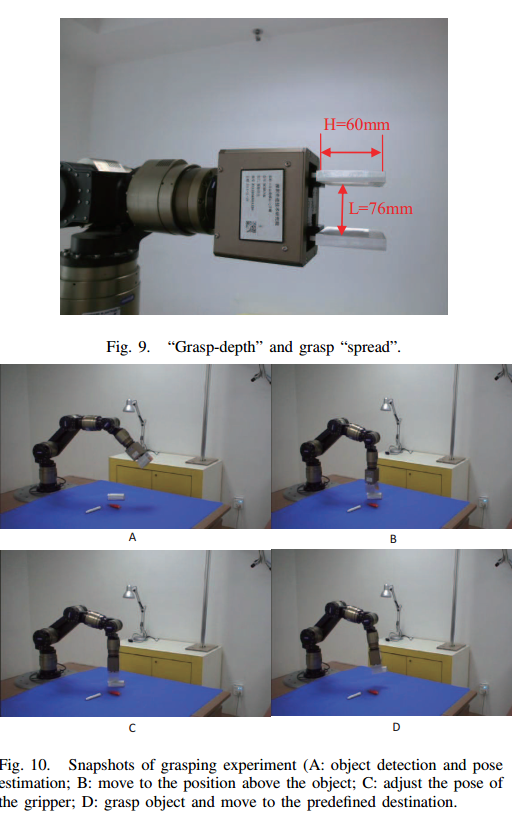 H=60mm
L=76mm
Fig. 9. “Grasp-depth” and grasp “spread”.
A
B
C
D
Fig. 10. Snapshots of grasping experiment (A: object detection and pose
estimation; B: move to the position above the object; C: adjust the pose of
the gripper; D: grasp object and move to the predefined destination.